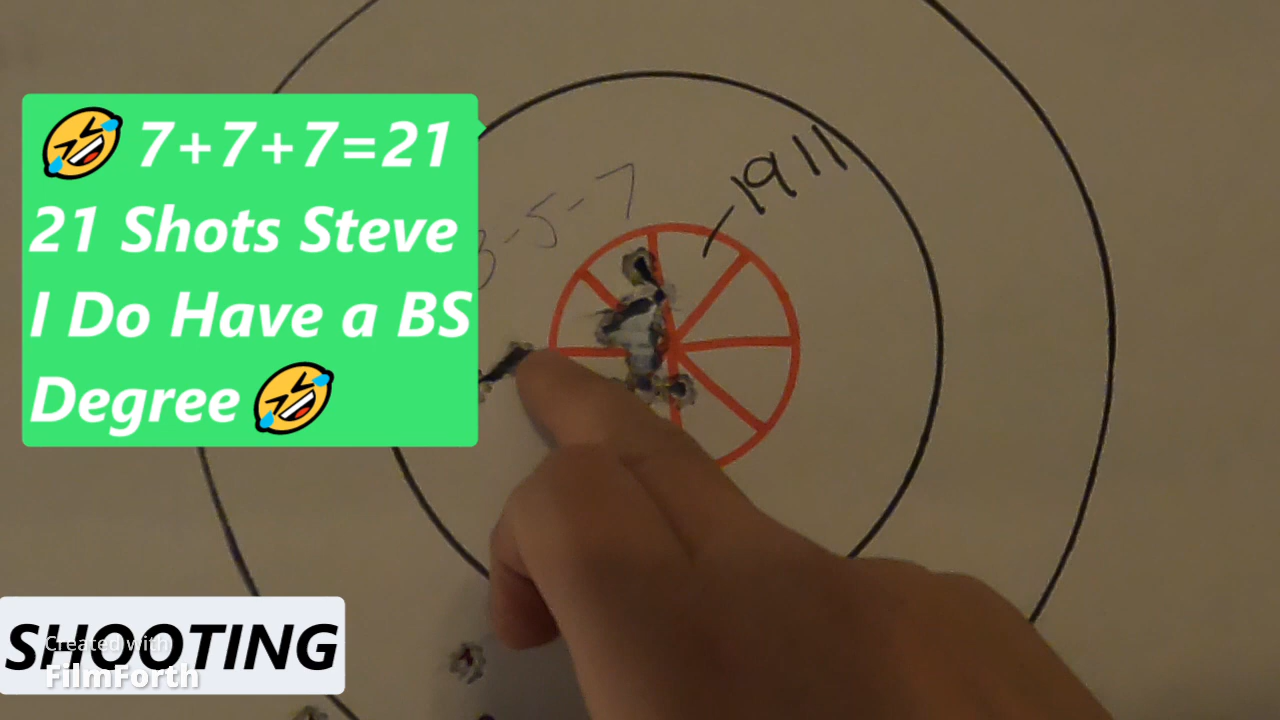 🤣 7+7+7=21
21 Shots Steve
I Do Have a BS
Degree 🤣
3-5-7
-1911
SHOOTING
Created with
FilmForth